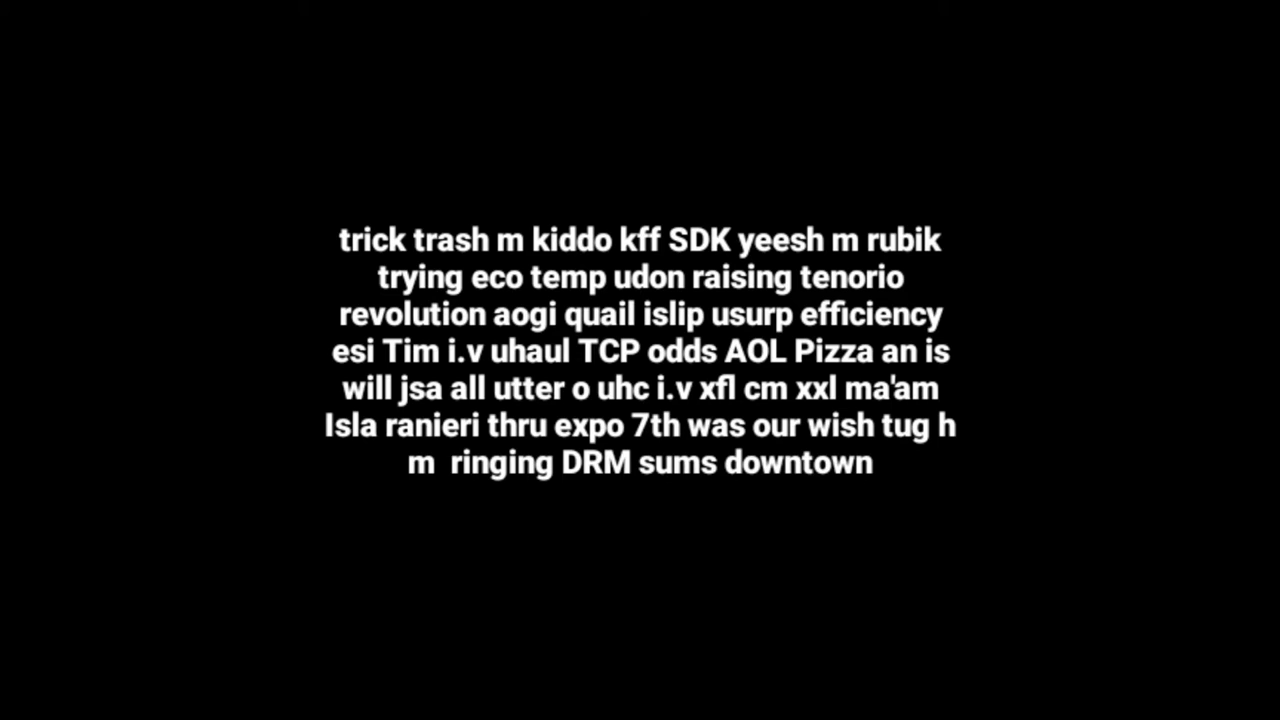 trick trash m kiddo kff SDK yeesh m rubik
trying eco temp udon raising tenorio
revolution aogi quail islip usurp efficiency
esi Tim i.v uhaul TCP odds AOL Pizza an is
will jsa all utter o uhc i.v xfl cm xxl ma'am
Isla ranieri thru expo 7th was our wish tug h
m  ringing DRM sums downtown